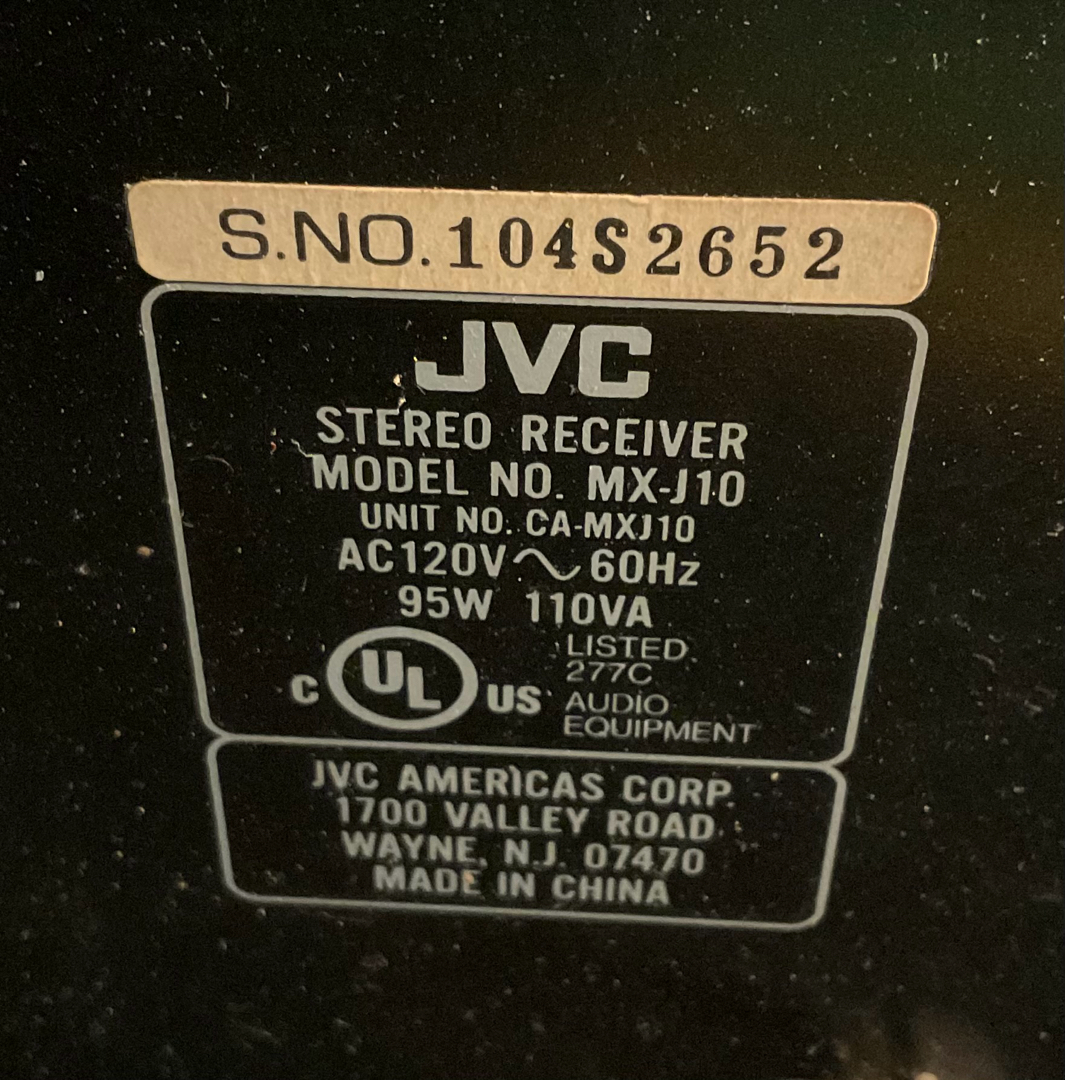 S.NO.104S2652
JVC
STEREO RECEIVER
MODEL NO. MX-J10
UNIT NO. CA-MXJ10
AC120V ~ 60Hz
95W 110VA
C UL US
LISTED
277C
AUDIO
EQUIPMENT
JVC AMERICAS CORP.
1700 VALLEY ROAD
WAYNE, N.J. 07470
MADE IN CHINA